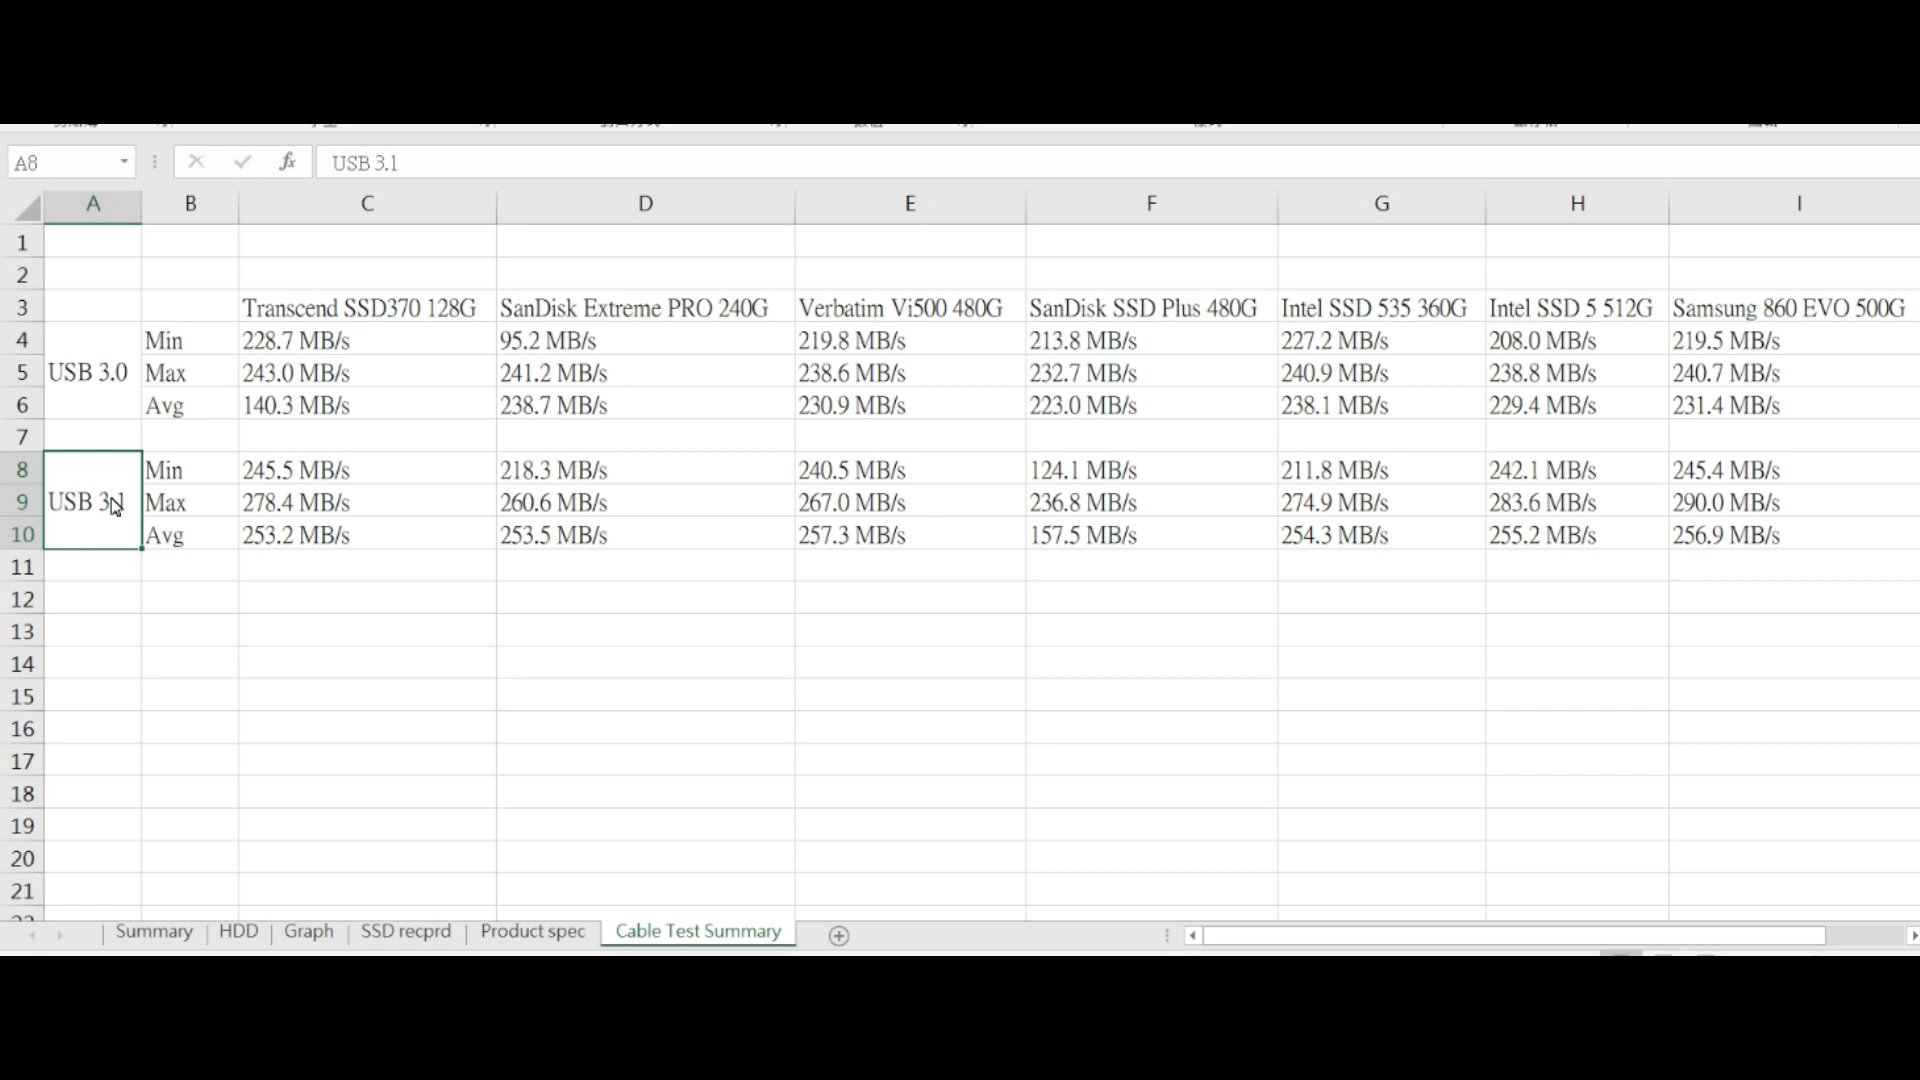 A8 fx USB 3.1
A B C D E F G H I
1
2
3 Transcend SSD370 128G SanDisk Extreme PRO 240G Verbatim Vi500 480G SanDisk SSD Plus 480G Intel SSD 535 360G Intel SSD 5 512G Samsung 860 EVO 500G
4 Min 228.7 MB/s 95.2 MB/s 219.8 MB/s 213.8 MB/s 227.2 MB/s 208.0 MB/s 219.5 MB/s
5 USB 3.0 Max 243.0 MB/s 241.2 MB/s 238.6 MB/s 232.7 MB/s 240.9 MB/s 238.8 MB/s 240.7 MB/s
6 Avg 140.3 MB/s 238.7 MB/s 230.9 MB/s 223.0 MB/s 238.1 MB/s 229.4 MB/s 231.4 MB/s
7
8 Min 245.5 MB/s 218.3 MB/s 240.5 MB/s 124.1 MB/s 211.8 MB/s 242.1 MB/s 245.4 MB/s
9 USB 3.1 Max 278.4 MB/s 260.6 MB/s 267.0 MB/s 236.8 MB/s 274.9 MB/s 283.6 MB/s 290.0 MB/s
10 Avg 253.2 MB/s 253.5 MB/s 257.3 MB/s 157.5 MB/s 254.3 MB/s 255.2 MB/s 256.9 MB/s
11
12
13
14
15
16
17
18
19
20
21
Summary HDD Graph SSD recprd Product spec Cable Test Summary